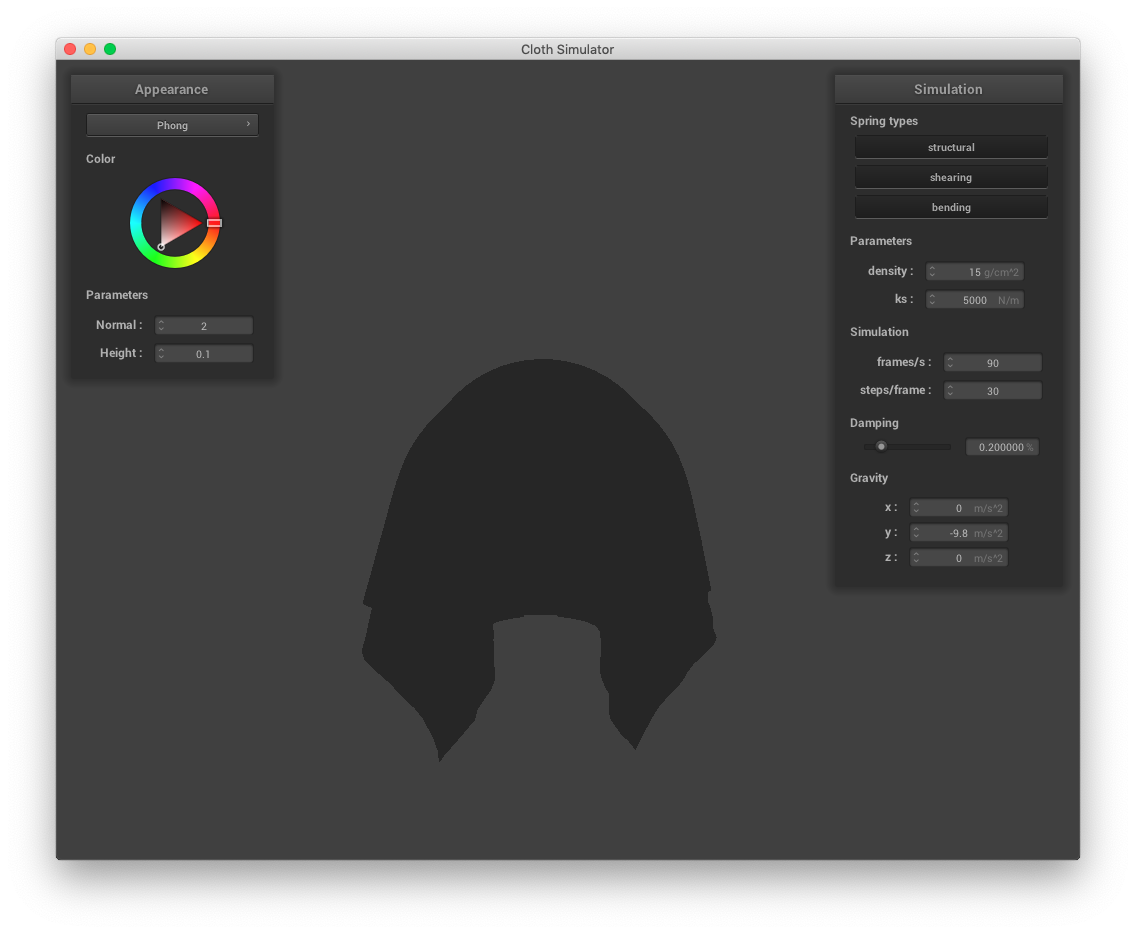 Cloth Simulator
Appearance
Phong ›
Color
Parameters
Normal : 2
Height : 0.1
Simulation
Spring types
structural
shearing
bending
Parameters
density : 15 g/cm^2
ks : 5000 N/m
Simulation
frames/s : 90
steps/frame : 30
Damping
0.200000 %
Gravity
x : 0 m/s^2
y : -9.8 m/s^2
z : 0 m/s^2